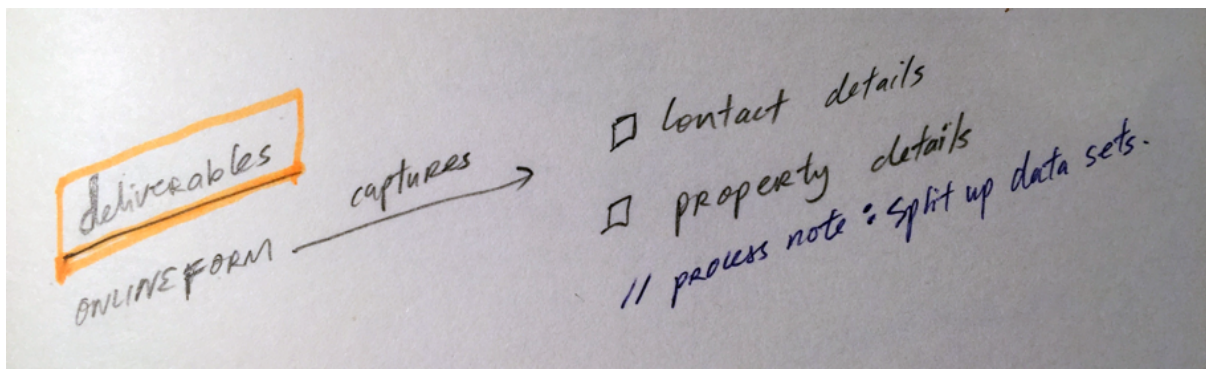 deliverables
ONLINE FORM
captures
contact details
property details
// process note : split up data sets.